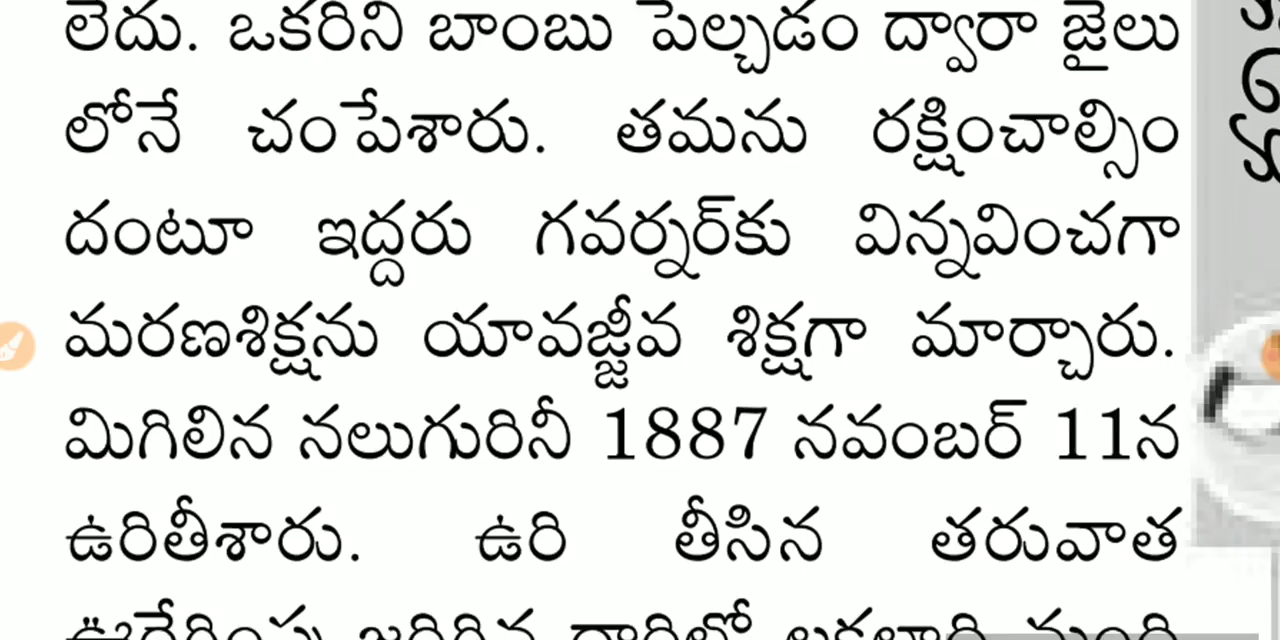 లేదు. ఒకరిని బాంబు పేల్చడం ద్వారా జైలు
లోనే చంపేశారు. తమను రక్షించాల్సిం
దంటూ ఇద్దరు గవర్నర్‌కు విన్నవించగా
మరణశిక్షను యావజ్జీవ శిక్షగా మార్చారు.
మిగిలిన నలుగురినీ 1887 నవంబర్ 11న
ఉరితీశారు. ఉరి తీసిన తరువాత